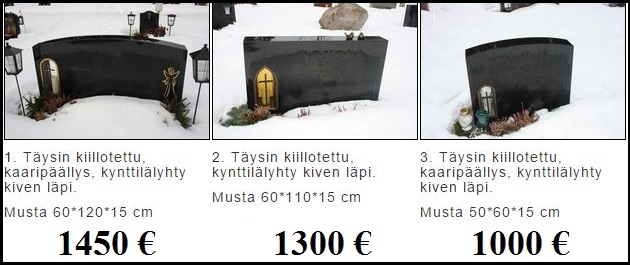 1. Täysin kiillotettu,
kaaripäällys, kynttilälyhty
kiven läpi.
Musta 60*120*15 cm
1450 €
2. Täysin kiillotettu,
kynttilälyhty kiven läpi.
Musta 60*110*15 cm
1300 €
3. Täysin kiillotettu,
kaaripäällys, kynttilälyhty
kiven läpi.
Musta 50*60*15 cm
1000 €